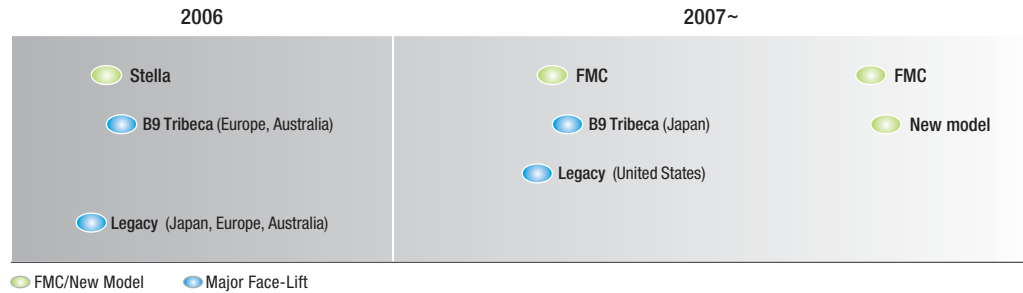 2006
2007~
Stella
FMC
FMC
B9 Tribeca (Europe, Australia)
B9 Tribeca (Japan)
New model
Legacy (United States)
Legacy (Japan, Europe, Australia)
FMC/New Model
Major Face-Lift